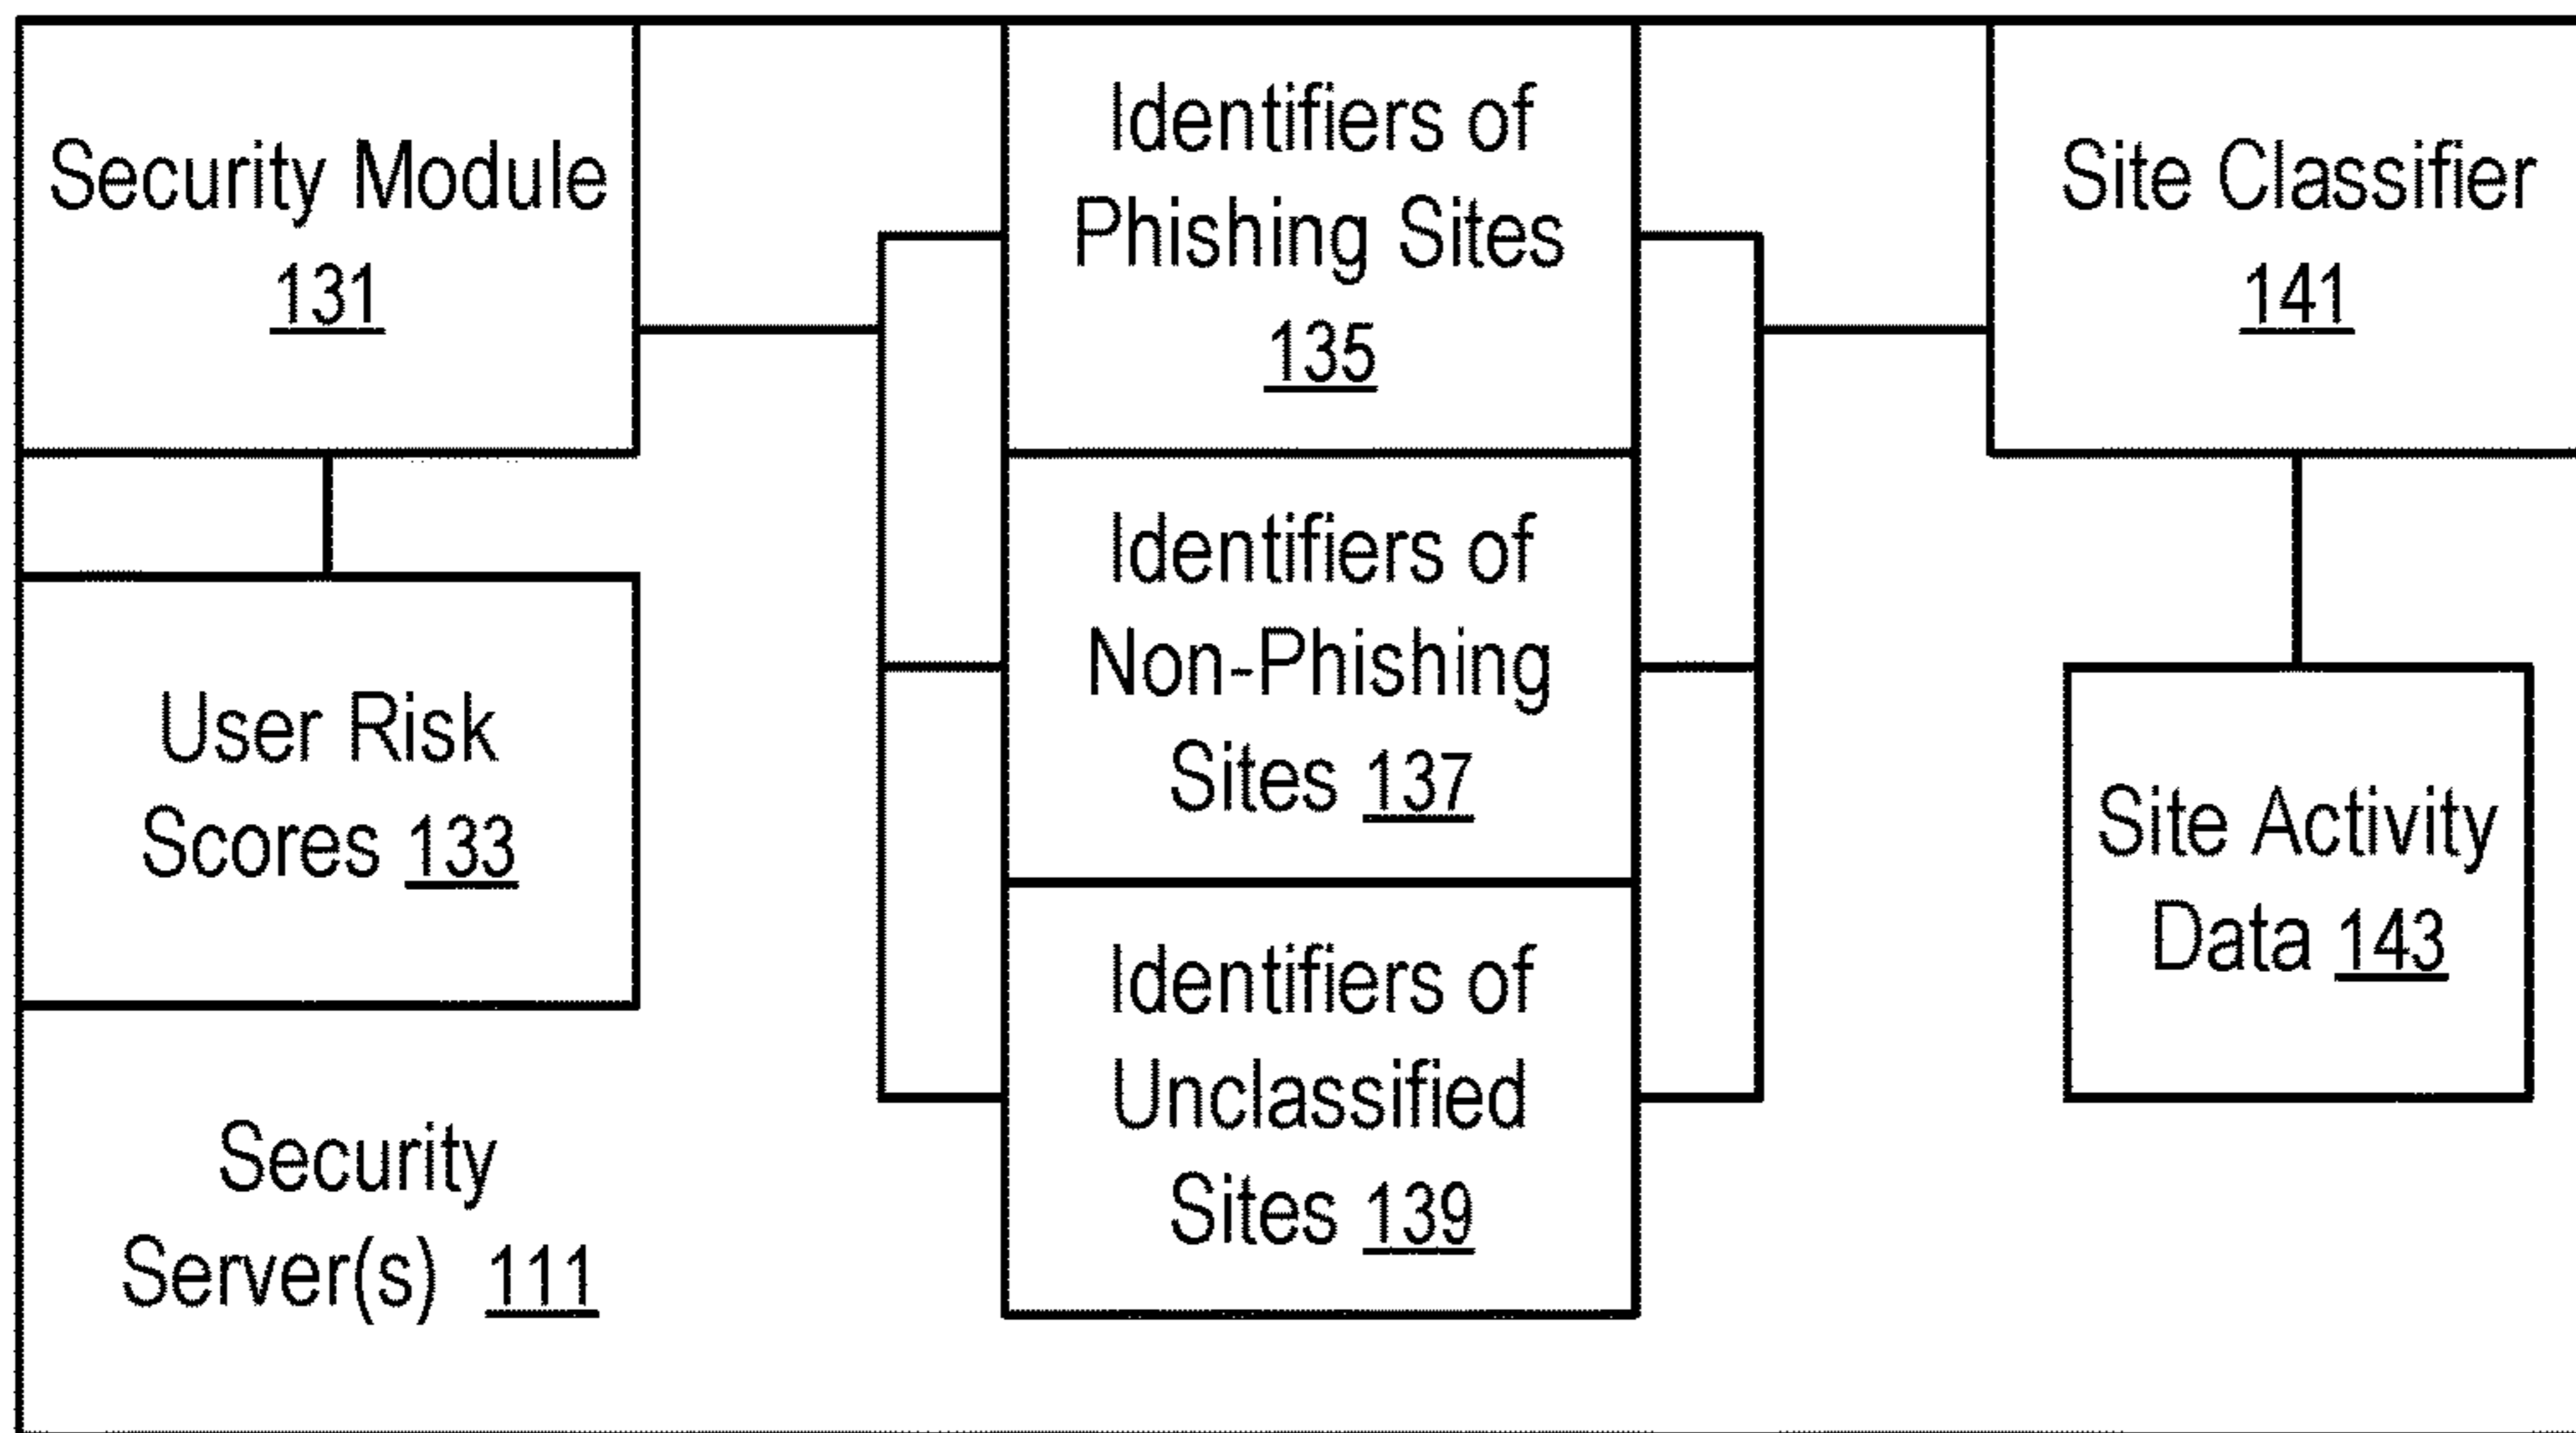 Security Module
131
User Risk
Scores 133
Security
Server(s) 111
Identifiers of
Phishing Sites
135
Identifiers of
Non-Phishing
Sites 137
Identifiers of
Unclassified
Sites 139
Site Classifier
141
Site Activity
Data 143